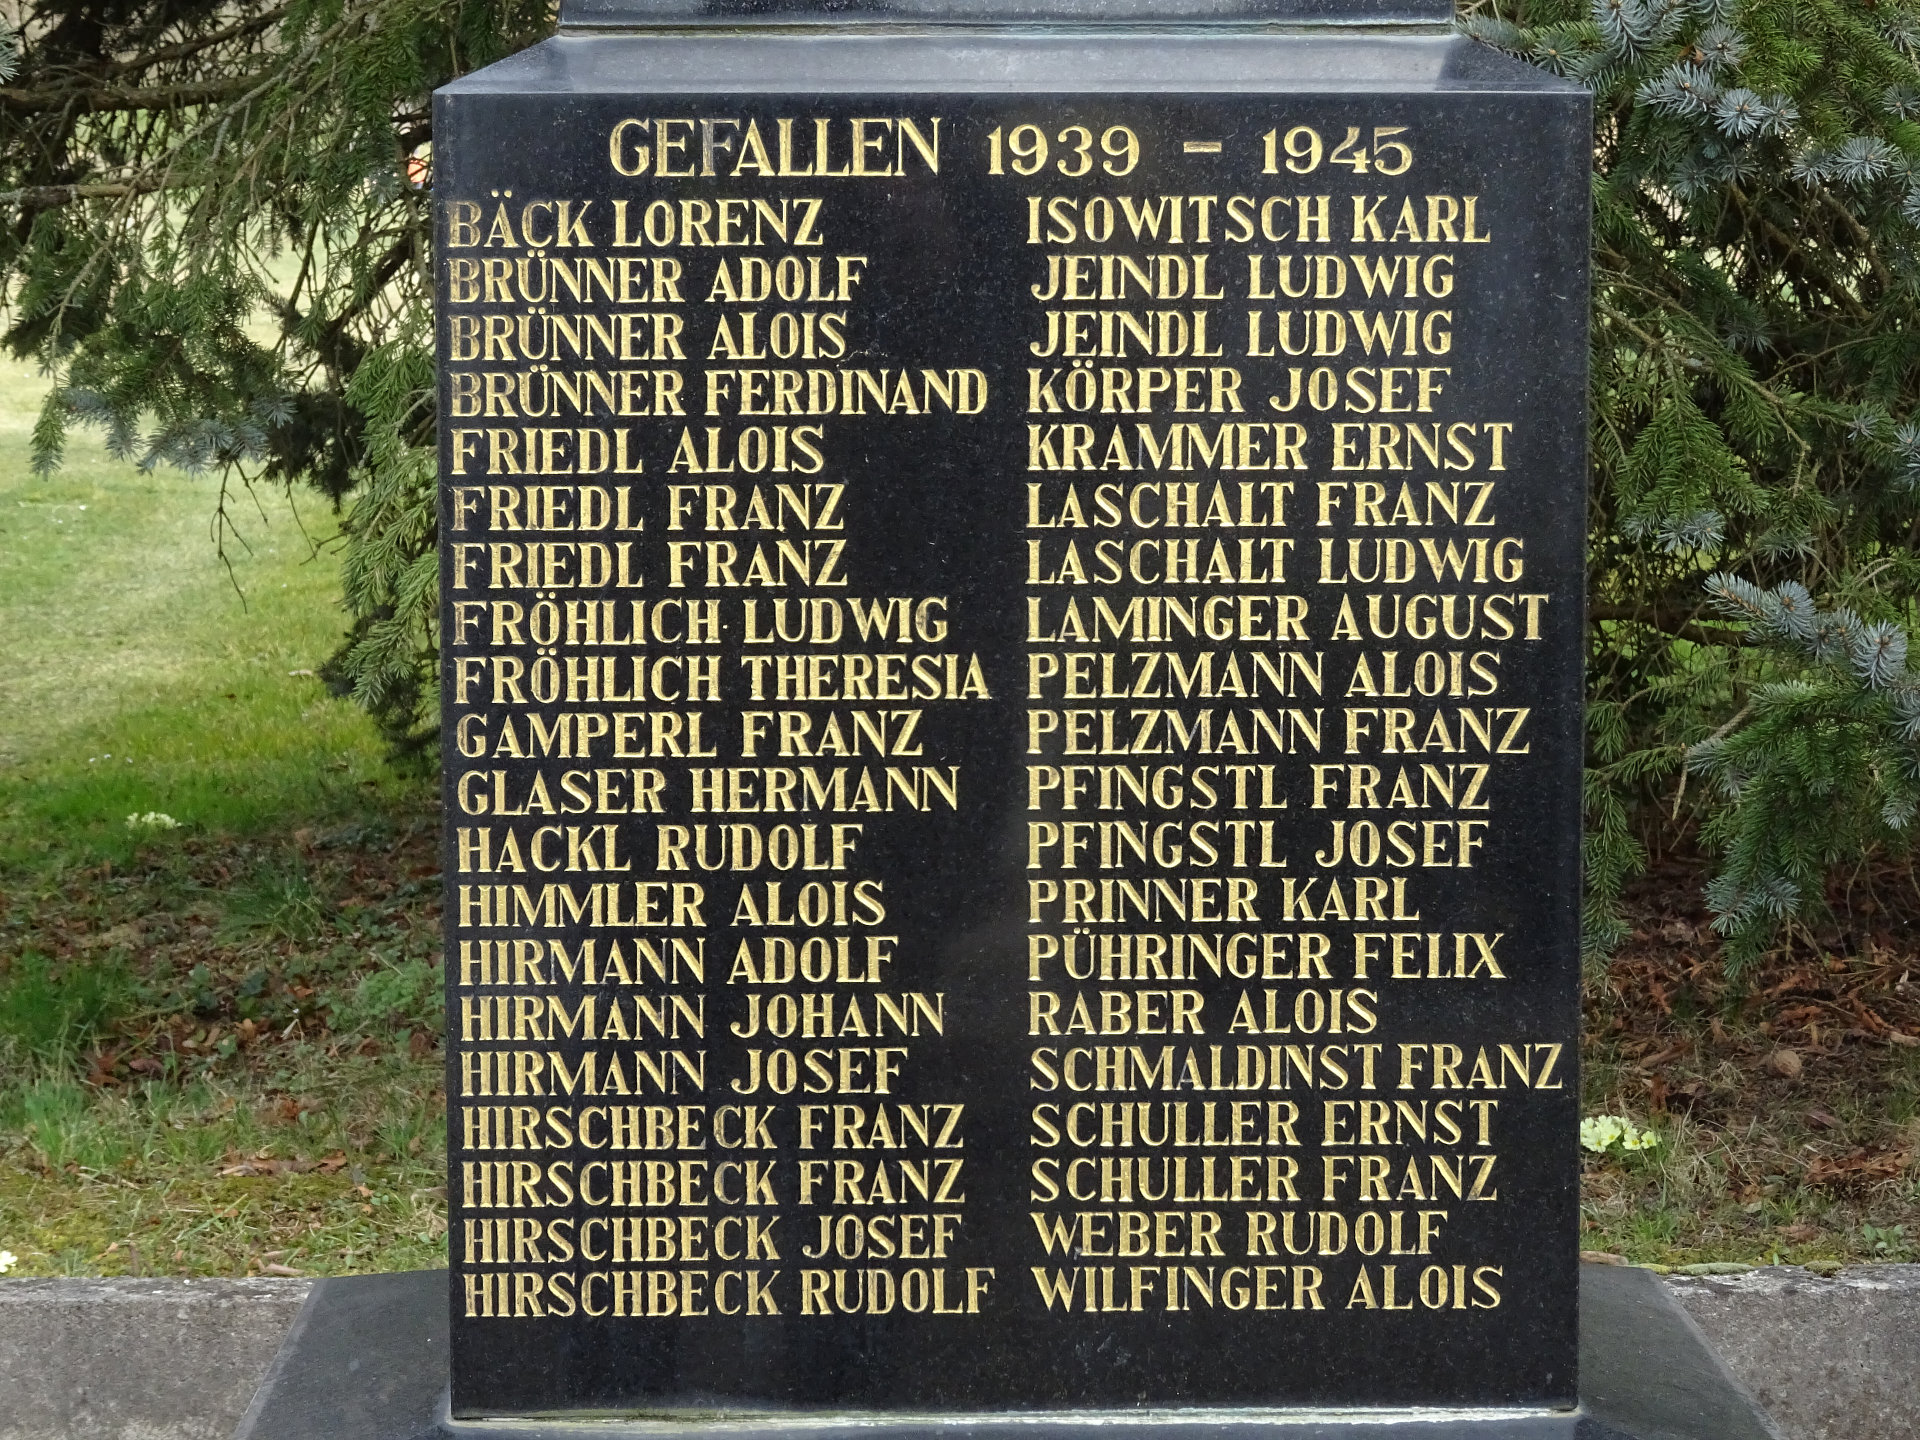 GEFALLEN 1939 - 1945
BÄCK LORENZ
BRÜNNER ADOLF
BRÜNNER ALOIS
BRÜNNER FERDINAND
FRIEDL ALOIS
FRIEDL FRANZ
FRIEDL FRANZ
FRÖHLICH LUDWIG
FRÖHLICH THERESIA
GAMPERL FRANZ
GLASER HERMANN
HACKL RUDOLF
HIMMLER ALOIS
HIRMANN ADOLF
HIRMANN JOHANN
HIRMANN JOSEF
HIRSCHBECK FRANZ
HIRSCHBECK FRANZ
HIRSCHBECK JOSEF
HIRSCHBECK RUDOLF
ISOWITSCH KARL
JEINDL LUDWIG
JEINDL LUDWIG
KÖRPER JOSEF
KRAMMER ERNST
LASCHALT FRANZ
LASCHALT LUDWIG
LAMINGER AUGUST
PELZMANN ALOIS
PELZMANN FRANZ
PFINGSTL FRANZ
PFINGSTL JOSEF
PRINNER KARL
PÜHRINGER FELIX
RABER ALOIS
SCHMALDINST FRANZ
SCHULLER ERNST
SCHULLER FRANZ
WEBER RUDOLF
WILFINGER ALOIS